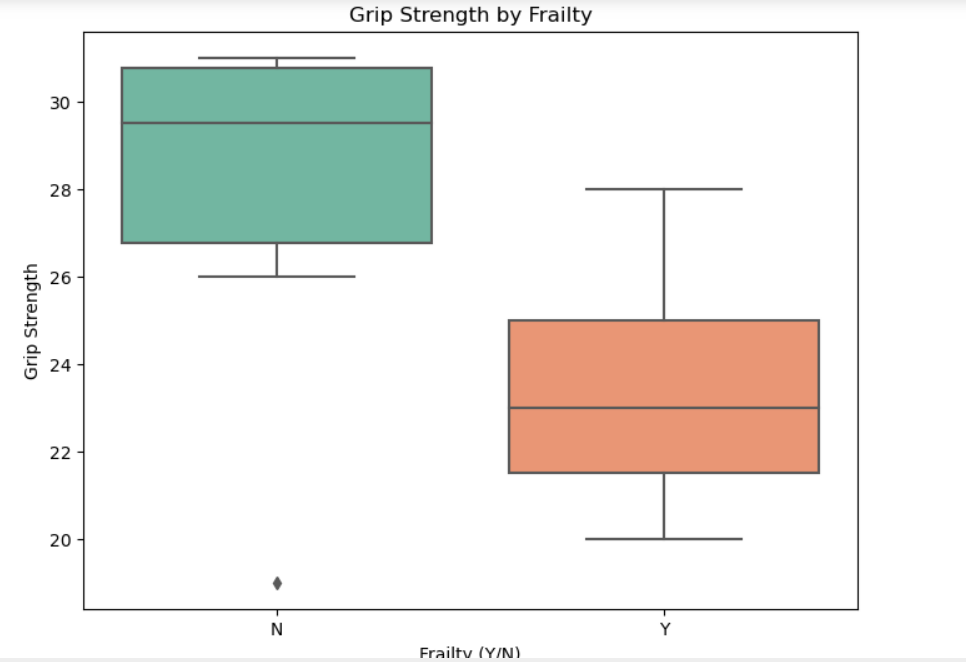 Grip Strength by Frailty
Grip Strength
30
28
26
24
22
20
N
Y
Frailty (Y/N)